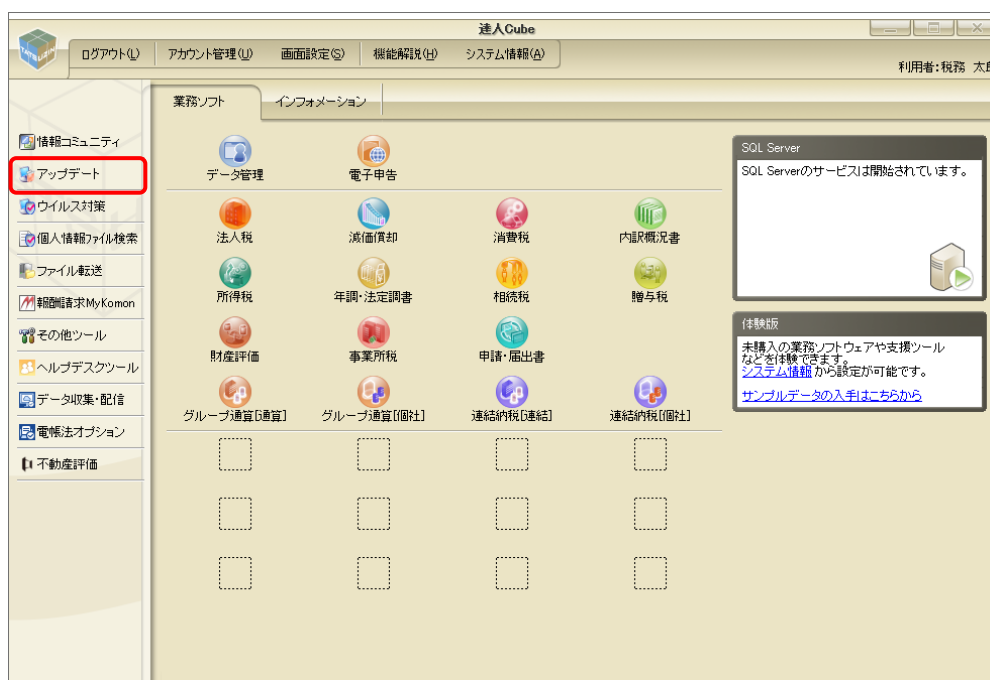 達人Cube
ログアウト(L)
アカウント管理(U)
画面設定(S)
機能解説(H)
システム情報(A)
利用者:税務 太郎
業務ソフト
インフォメーション
情報コミュニティ
アップデート
ウイルス対策
個人情報ファイル検索
ファイル転送
報酬請求MyKomon
その他ツール
ヘルプデスクツール
データ収集・配信
電帳法オプション
不動産評価
データ管理
電子申告
法人税
減価償却
消費税
内訳概況書
所得税
年調・法定調書
相続税
贈与税
財産評価
事業所税
申請・届出書
グループ通算[通算]
グループ通算[個社]
連結納税[連結]
連結納税[個社]
SQL Server
SQL Serverのサービスは開始されています。
体験版
未購入の業務ソフトウェアや支援ツール
などを体験できます。
システム情報から設定が可能です。
サンプルデータの入手はこちらから